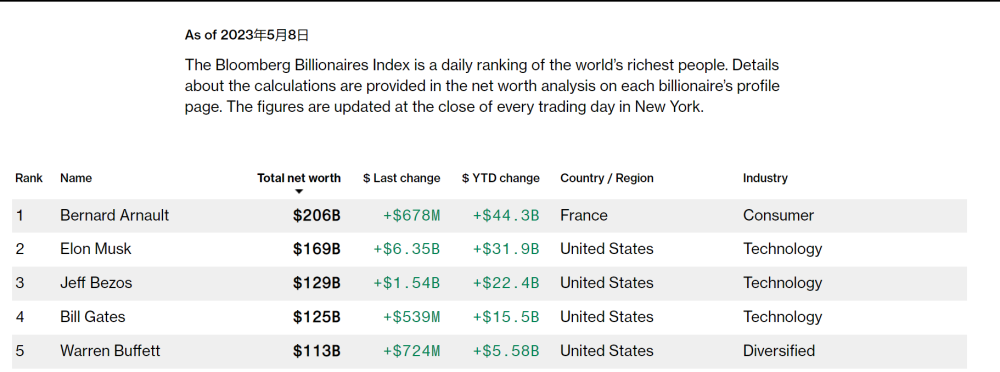 As of 2023年5月8日
The Bloomberg Billionaires Index is a daily ranking of the world's richest people. Details
about the calculations are provided in the net worth analysis on each billionaire's profile
page. The figures are updated at the close of every trading day in New York.
Rank Name Total net worth $ Last change $ YTD change Country / Region Industry
1 Bernard Arnault $206B +$678M +$44.3B France Consumer
2 Elon Musk $169B +$6.35B +$31.9B United States Technology
3 Jeff Bezos $129B +$1.54B +$22.4B United States Technology
4 Bill Gates $125B +$539M +$15.5B United States Technology
5 Warren Buffett $113B +$724M +$5.58B United States Diversified